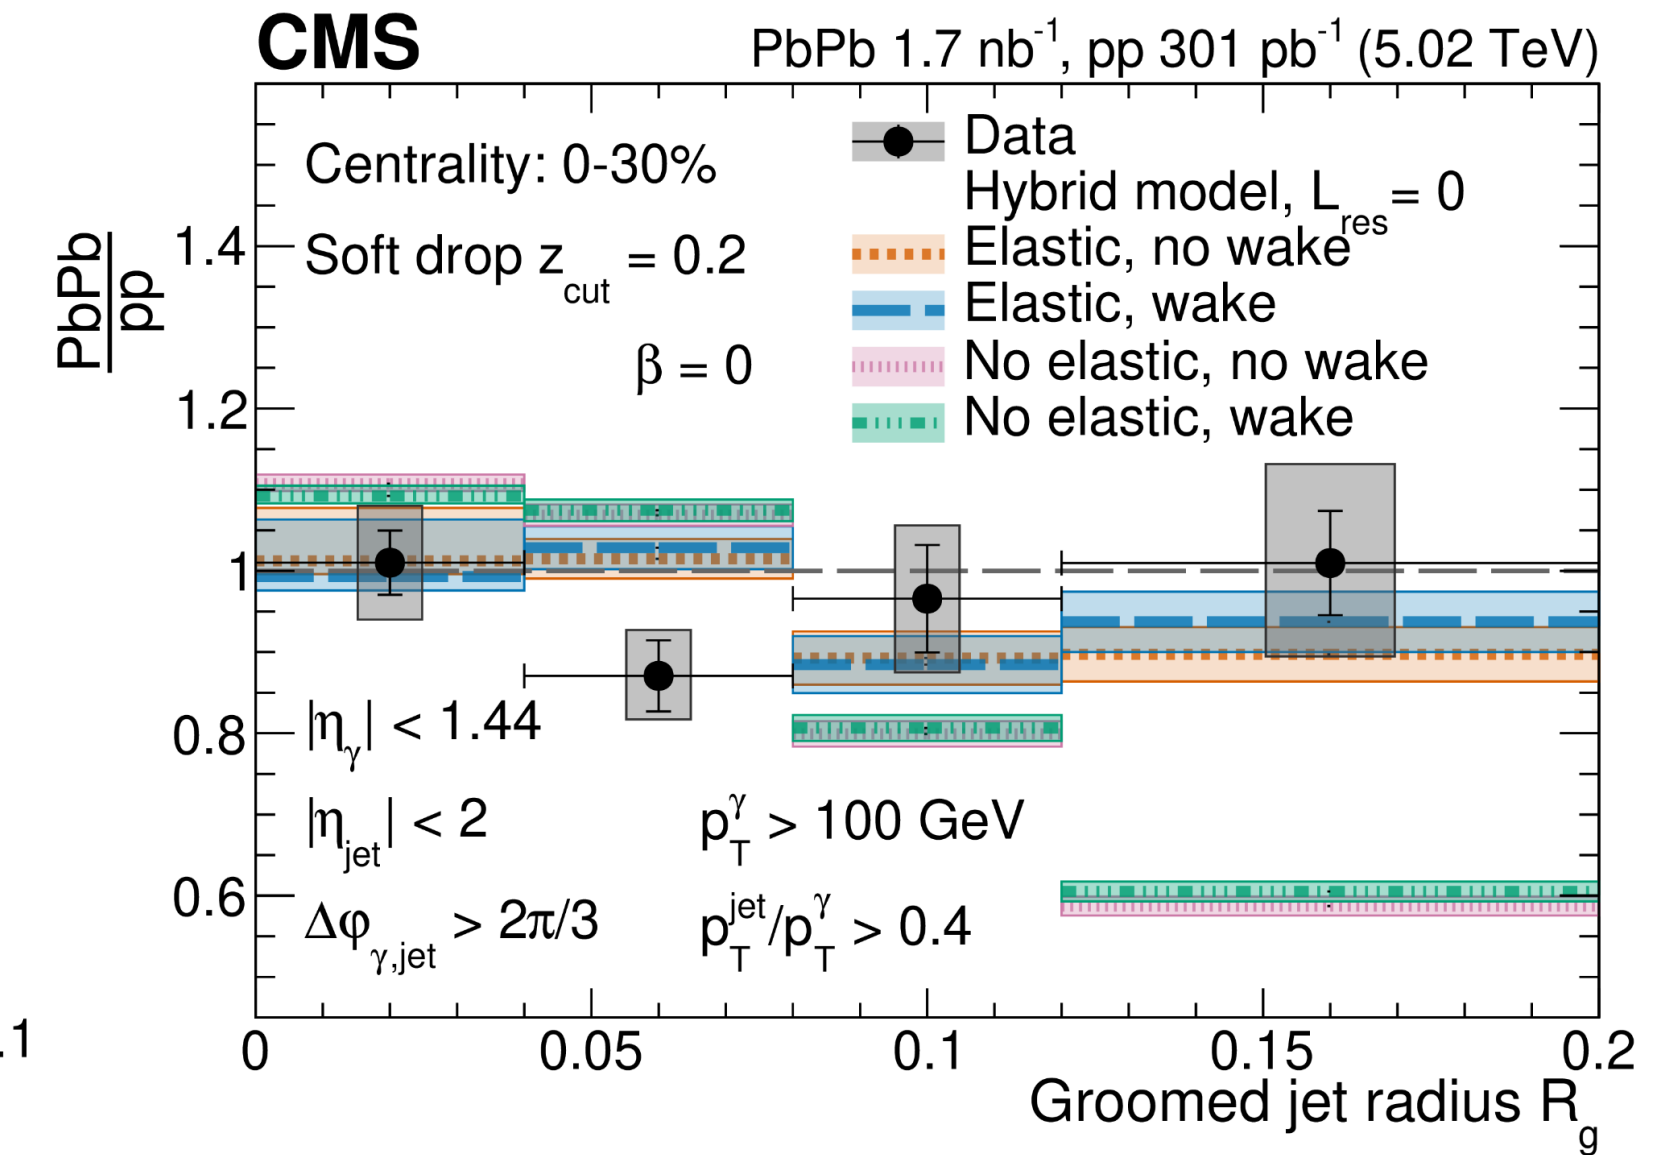 CMS
PbPb 1.7 nb-1, pp 301 pb-1 (5.02 TeV)
Centrality: 0-30%
Soft drop zcut = 0.2
β = 0
Data
Hybrid model, Lres = 0
Elastic, no wake
Elastic, wake
No elastic, no wake
No elastic, wake
PbPb
pp
1.4
1.2
1
0.8
0.6
|ηγ| < 1.44
|ηjet| < 2
Δφγ,jet > 2π/3
pTγ > 100 GeV
pTjet/pTγ > 0.4
.1
0 0.05 0.1 0.15 0.2
Groomed jet radius Rg